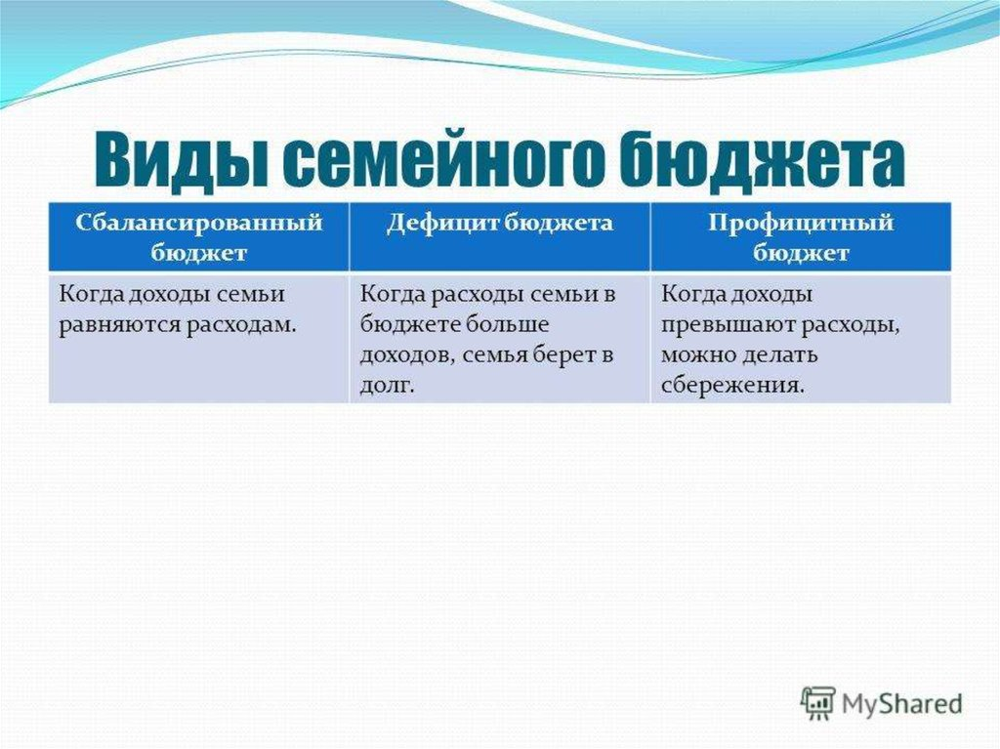 Виды семейного бюджета
Сбалансированный
бюджет
Дефицит бюджета
Профицитный
бюджет
Когда доходы семьи
равняются расходам.
Когда расходы семьи в
бюджете больше
доходов, семья берет в
долг.
Когда доходы
превышают расходы,
можно делать
сбережения.
MyShared